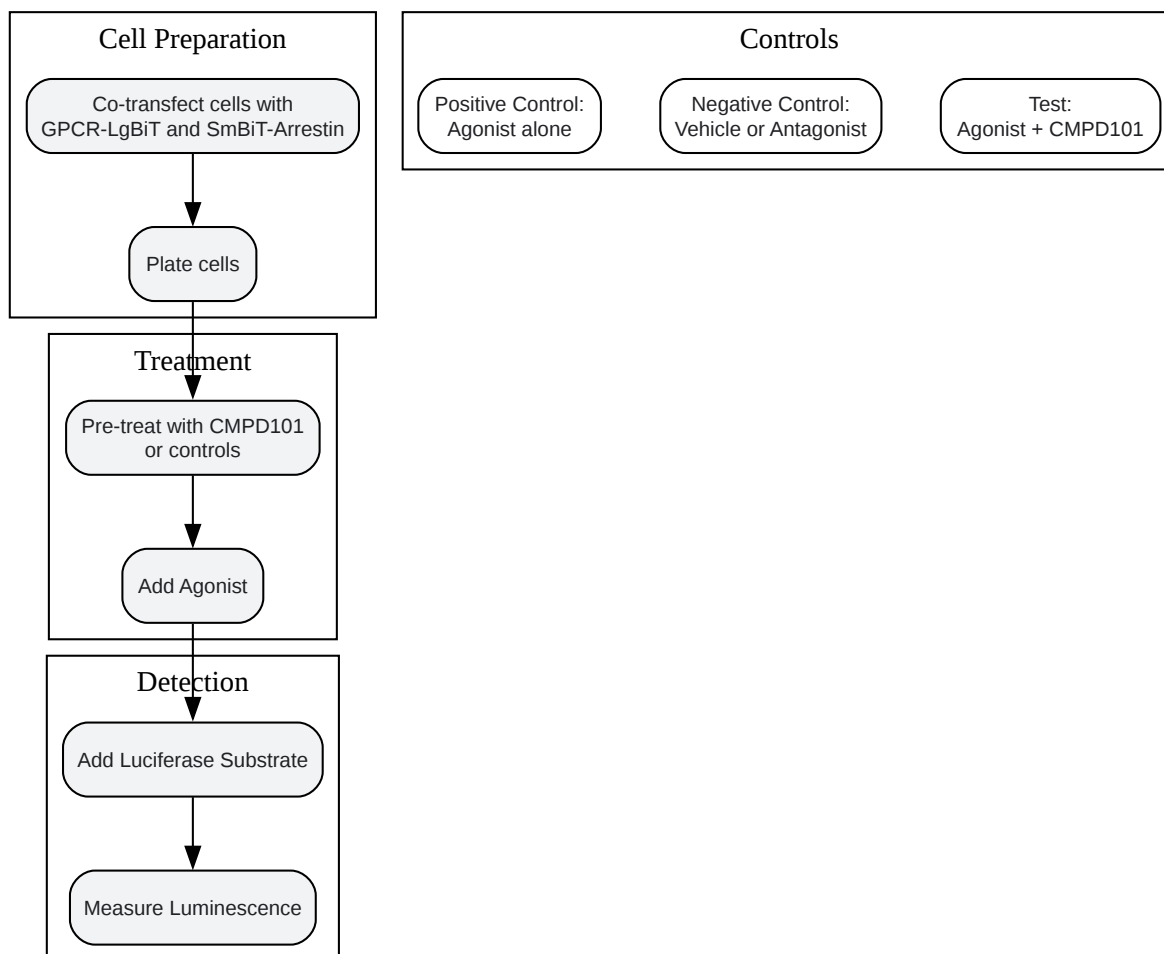 Cell Preparation
Co-transfect cells with
GPCR-LgBiT and SmBiT-Arrestin
Plate cells
Treatment
Pre-treat with CMPD101
or controls
Add Agonist
Detection
Add Luciferase Substrate
Measure Luminescence
Controls
Positive Control:
Agonist alone
Negative Control:
Vehicle or Antagonist
Test:
Agonist + CMPD101